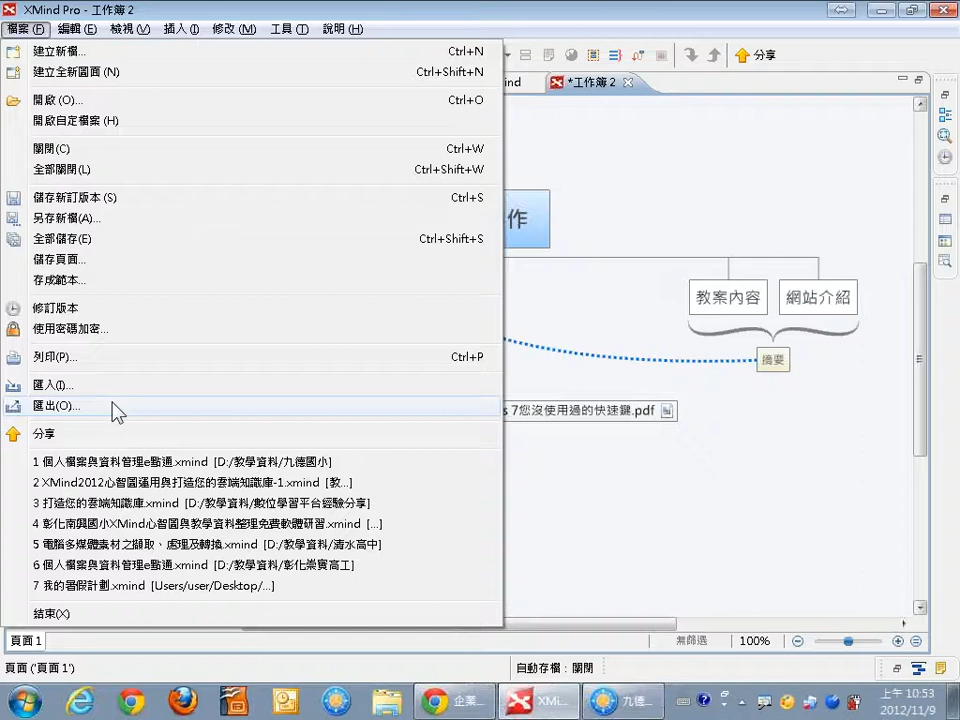 XMind Pro - 工作簿 2
檔案(F) 編輯(E) 檢視(V) 插入(I) 修改(M) 工具(T) 說明(H)
建立新檔... Ctrl+N
建立全新圖面(N) Ctrl+Shift+N
開啟(O)... Ctrl+O
開啟自定檔案(H)
關閉(C) Ctrl+W
全部關閉(L) Ctrl+Shift+W
儲存新訂版本(S) Ctrl+S
另存新檔(A)...
全部儲存(E) Ctrl+Shift+S
儲存頁面...
存成範本...
修訂版本
使用密碼加密...
列印(P)... Ctrl+P
匯入(I)...
匯出(O)...
分享
1 個人檔案與資料管理e點通.xmind [D:/教學資料/九德國小]
2 XMind2012心智圖運用與打造您的雲端知識庫-1.xmind [教...]
3 打造您的雲端知識庫.xmind [D:/教學資料/數位學習平台經驗分享]
4 彰化南興國小XMind心智圖與教學資料整理免費軟體研習.xmind [...]
5 電腦多媒體素材之擷取、處理及轉換.xmind [D:/教學資料/清水高中]
6 個人檔案與資料管理e點通.xmind [D:/教學資料/彰化崇實高工]
7 我的暑假計劃.xmind [Users/user/Desktop/...]
結束(X)
分享
ind
*工作簿 2
作
教案內容 網站介紹
摘要
s 7您沒使用過的快速鍵.pdf
頁面 1
無篩選 100%
頁面 ('頁面 1')
自動存檔：關閉
企業...
XMi...
九德...
上午 10:53
2012/11/9